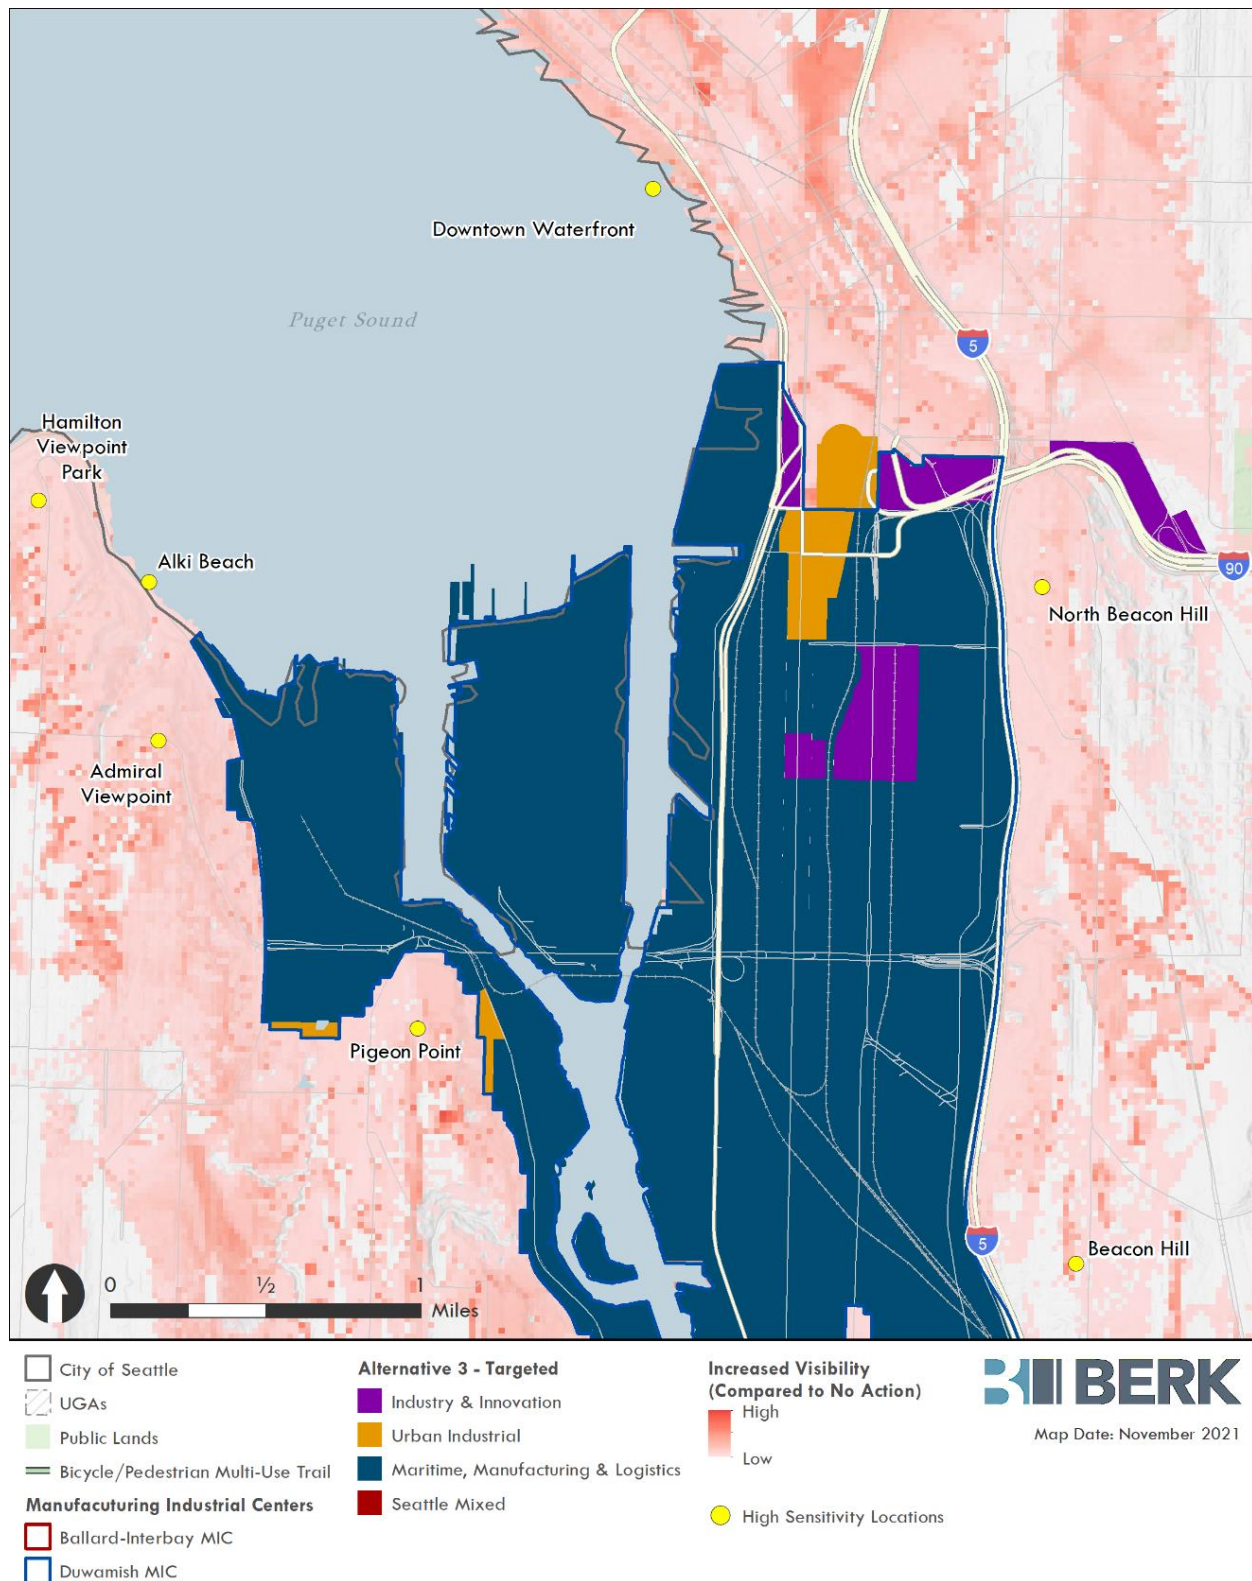 Downtown Waterfront
Puget Sound
5
Hamilton
Viewpoint
Park
Alki Beach
90
North Beacon Hill
Admiral
Viewpoint
Pigeon Point
5
Beacon Hill
0 ½ 1
Miles
City of Seattle
UGAs
Public Lands
Bicycle/Pedestrian Multi-Use Trail
Manufacuturing Industrial Centers
Ballard-Interbay MIC
Duwamish MIC
Alternative 3 - Targeted
Industry & Innovation
Urban Industrial
Maritime, Manufacturing & Logistics
Seattle Mixed
Increased Visibility
(Compared to No Action)
High
Low
High Sensitivity Locations
BERK
Map Date: November 2021